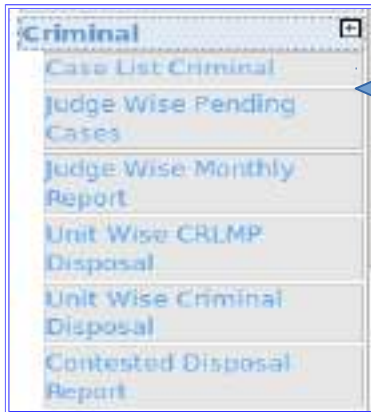 Criminal
Case List Criminal
Judge Wise Pending
Cases
Judge Wise Monthly
Report
Unit Wise CRLMP
Disposal
Unit Wise Criminal
Disposal
Contested Disposal
Report